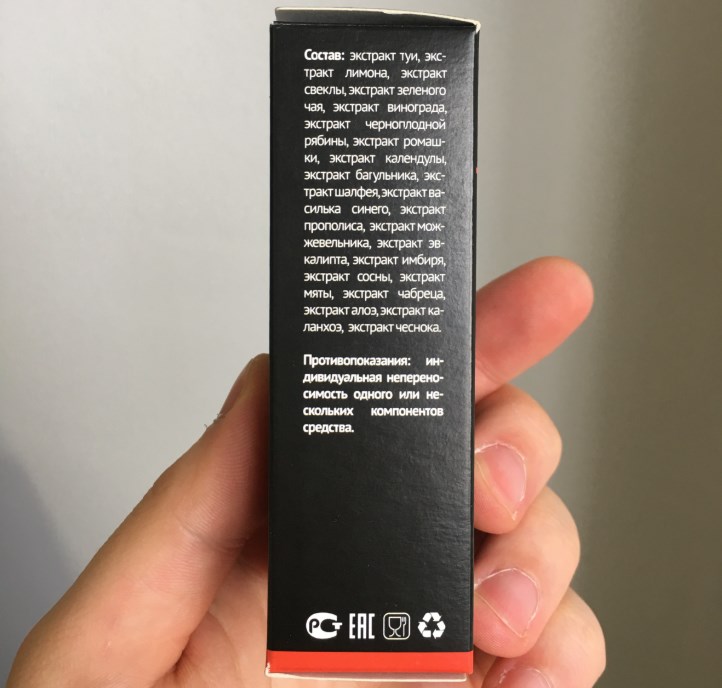 Состав: экстракт туи, экс-
тракт лимона, экстракт
свеклы, экстракт зеленого
чая, экстракт винограда,
экстракт черноплодной
рябины, экстракт ромаш-
ки, экстракт календулы,
экстракт багульника, экс-
тракт шалфея, экстракт ва-
силька синего, экстракт
прополиса, экстракт мож-
жевельника, экстракт эв-
калипта, экстракт имбиря,
экстракт сосны, экстракт
мяты, экстракт чабреца,
экстракт алоэ, экстракт ка-
ланхоэ, экстракт чеснока.
Противопоказания: ин-
дивидуальная неперено-
симость одного или не-
скольких компонентов
средства.
РСТ EAC